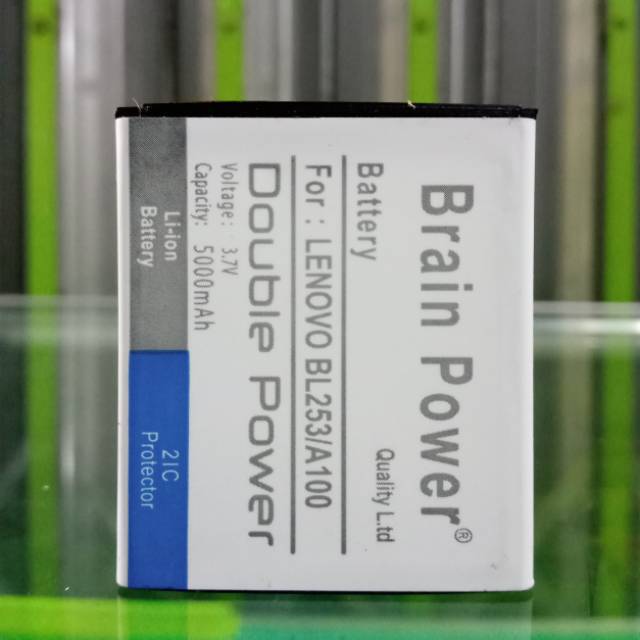 Brain Power®
Battery
Quality L.td
For : LENOVO BL253/A100
Double Power
Voltage: 3.7V
Capacity: 5000mAh
Li-ion
Battery
2IC
Protector